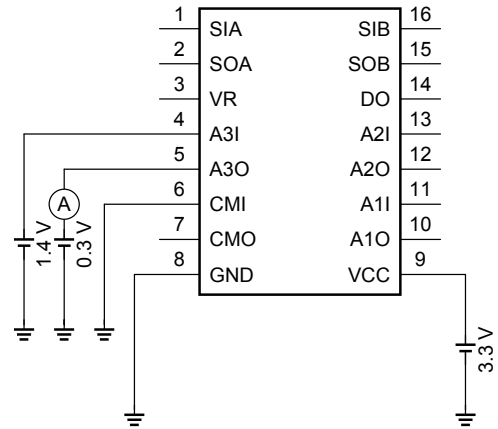 1 SIA SIB 16
2 SOA SOB 15
3 VR DO 14
4 A3I A2I 13
5 A3O A2O 12
6 CMI A1I 11
7 CMO A1O 10
8 GND VCC 9
A
1.4 V
0.3 V
3.3 V